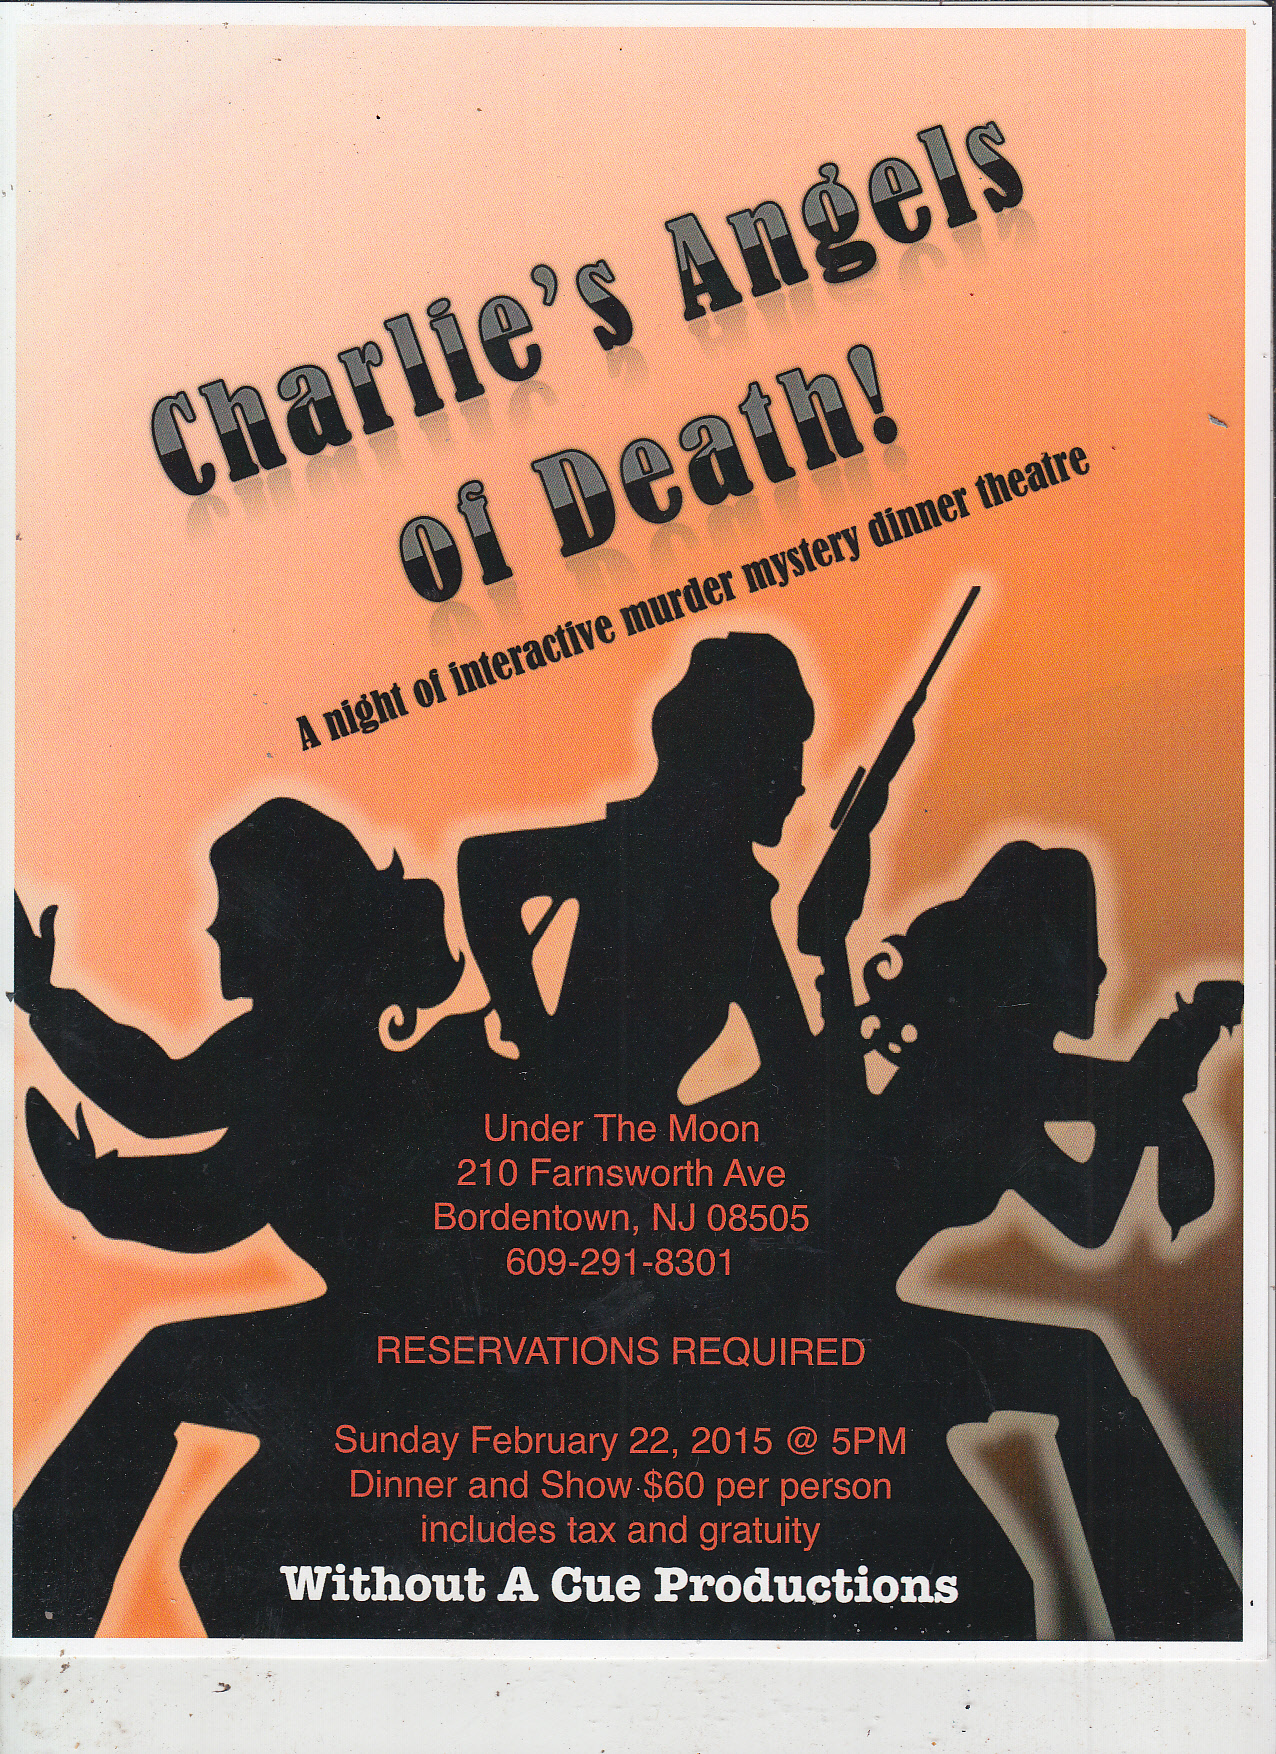 Charlie's Angels
of Death!
A night of interactive murder mystery dinner theatre
Under The Moon
210 Farnsworth Ave
Bordentown, NJ 08505
609-291-8301
RESERVATIONS REQUIRED
Sunday February 22, 2015 @ 5PM
Dinner and Show $60 per person
includes tax and gratuity
Without A Cue Productions